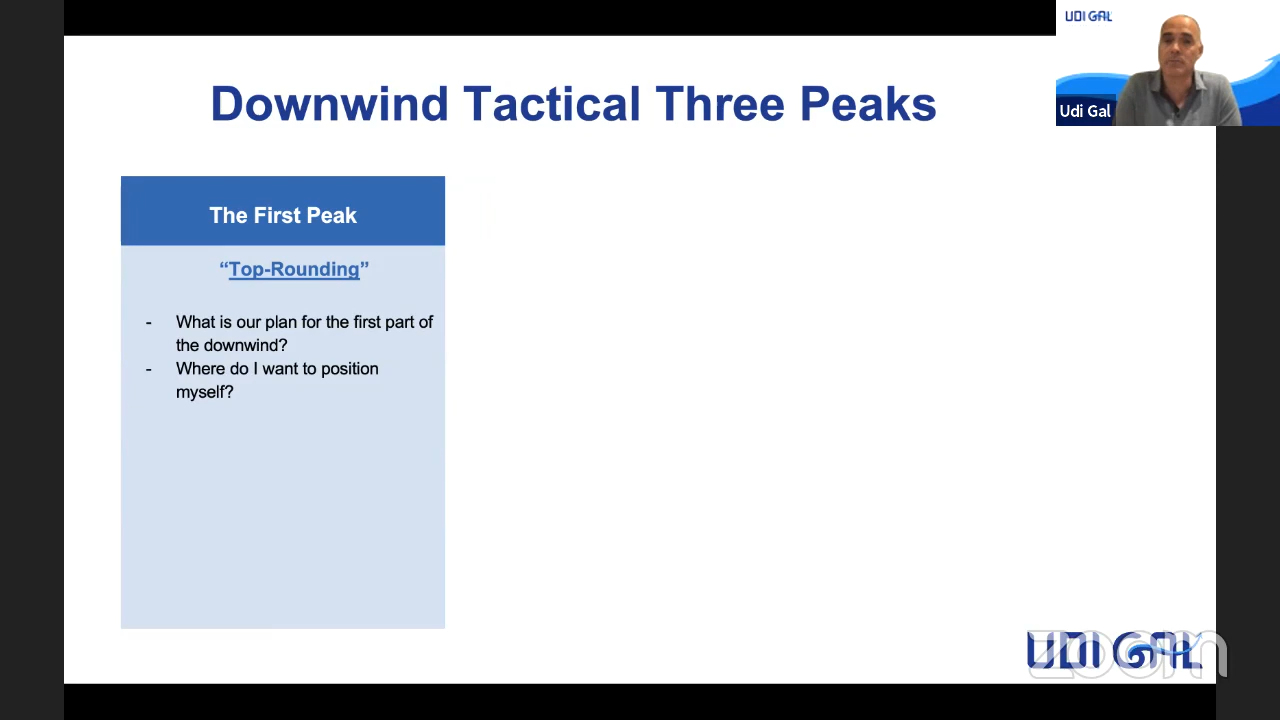 UDI GAL
Udi Gal
Downwind Tactical Three Peaks
The First Peak
“Top-Rounding”
- What is our plan for the first part of
the downwind?
- Where do I want to position
myself?
UDI GAL
zoom